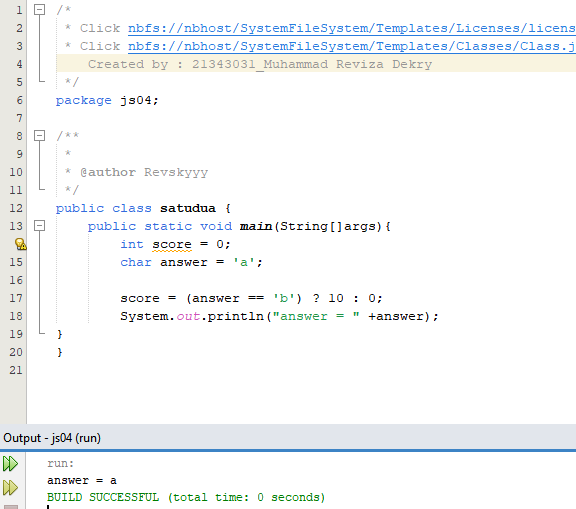 1 /*
2 * Click nbfs://nbhost/SystemFileSystem/Templates/Licenses/licens
3 * Click nbfs://nbhost/SystemFileSystem/Templates/Classes/Class.j
4 Created by : 21343031_Muhammad Reviza Dekry
5 */
6 package js04;
7
8 /**
9 *
10 * @author Revskyyy
11 */
12 public class satudua {
13 public static void main(String[]args){
int score = 0;
15 char answer = 'a';
16
17 score = (answer == 'b') ? 10 : 0;
18 System.out.println("answer = " +answer);
19 }
20 }
21
Output - js04 (run)
run:
answer = a
BUILD SUCCESSFUL (total time: 0 seconds)